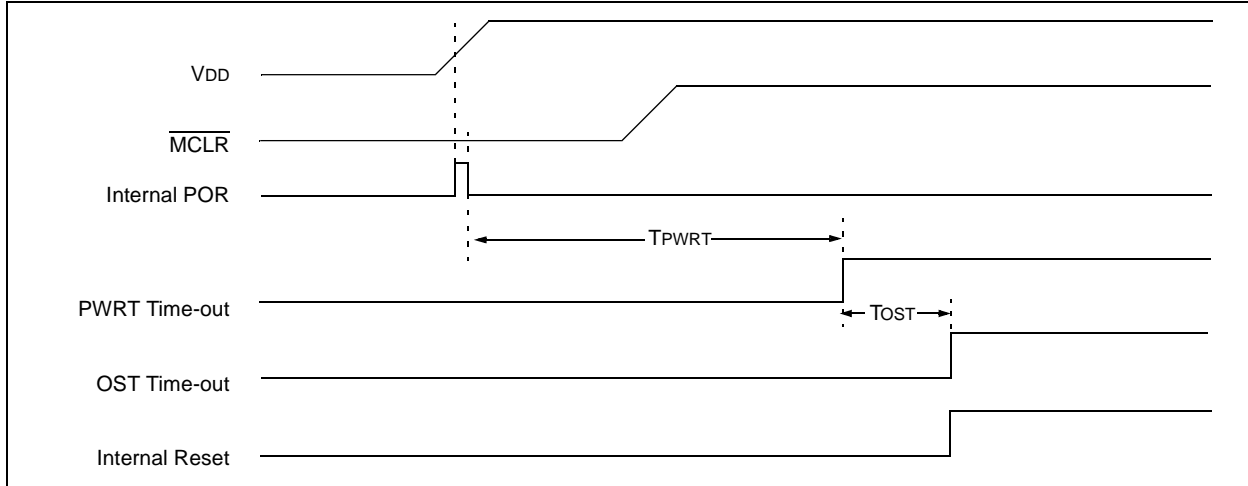 VDD
MCLR
Internal POR
TPWRT
PWRT Time-out
TOST
OST Time-out
Internal Reset